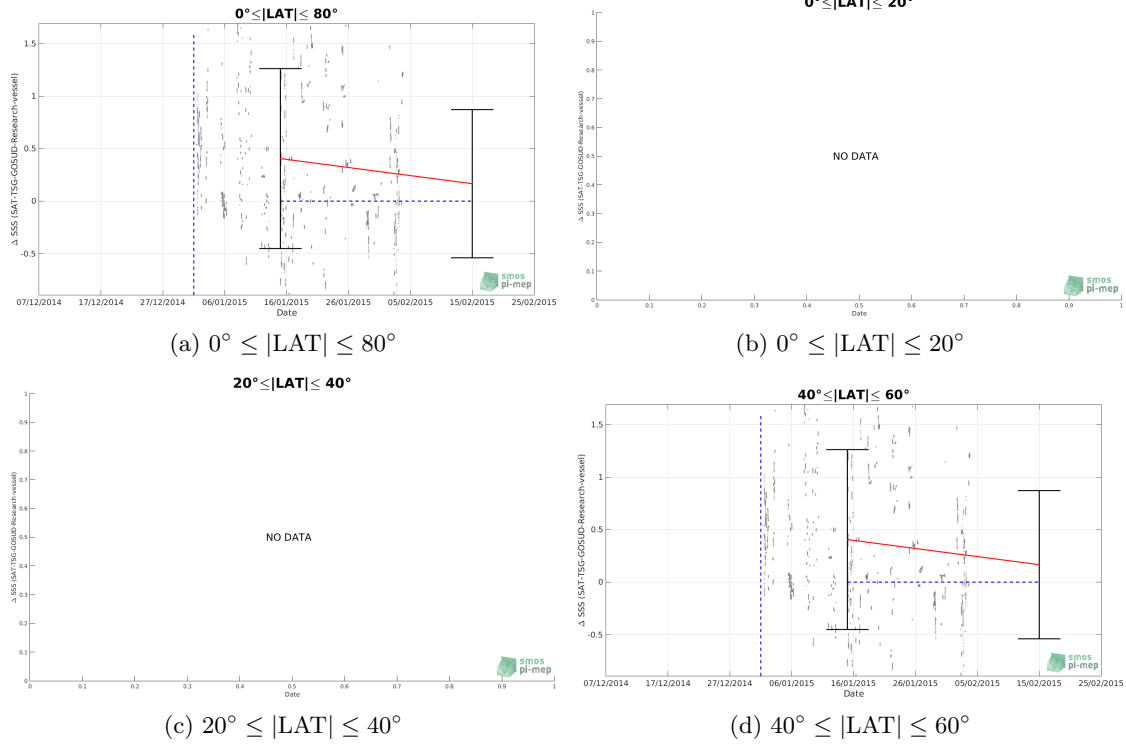 0°≤|LAT|≤ 80°
Δ SSS (SAT-TSG-GOSUD-Research-vessel)
1.5
1
0.5
0
-0.5
07/12/2014 17/12/2014 27/12/2014 06/01/2015 16/01/2015 26/01/2015 05/02/2015 15/02/2015 25/02/2015
Date
smos
pi-mep
(a) 0° ≤ |LAT| ≤ 80°
0°≤|LAT|≤ 20°
Δ SSS (SAT-TSG-GOSUD-Research-vessel)
1
0.9
0.8
0.7
0.6
0.5
0.4
0.3
0.2
0.1
0
NO DATA
0 0.1 0.2 0.3 0.4 0.5 0.6 0.7 0.8 0.9 1
Date
smos
pi-mep
(b) 0° ≤ |LAT| ≤ 20°
20°≤|LAT|≤ 40°
Δ SSS (SAT-TSG-GOSUD-Research-vessel)
1
0.9
0.8
0.7
0.6
0.5
0.4
0.3
0.2
0.1
0
NO DATA
0 0.1 0.2 0.3 0.4 0.5 0.6 0.7 0.8 0.9 1
Date
smos
pi-mep
(c) 20° ≤ |LAT| ≤ 40°
40°≤|LAT|≤ 60°
Δ SSS (SAT-TSG-GOSUD-Research-vessel)
1.5
1
0.5
0
-0.5
07/12/2014 17/12/2014 27/12/2014 06/01/2015 16/01/2015 26/01/2015 05/02/2015 15/02/2015 25/02/2015
Date
smos
pi-mep
(d) 40° ≤ |LAT| ≤ 60°